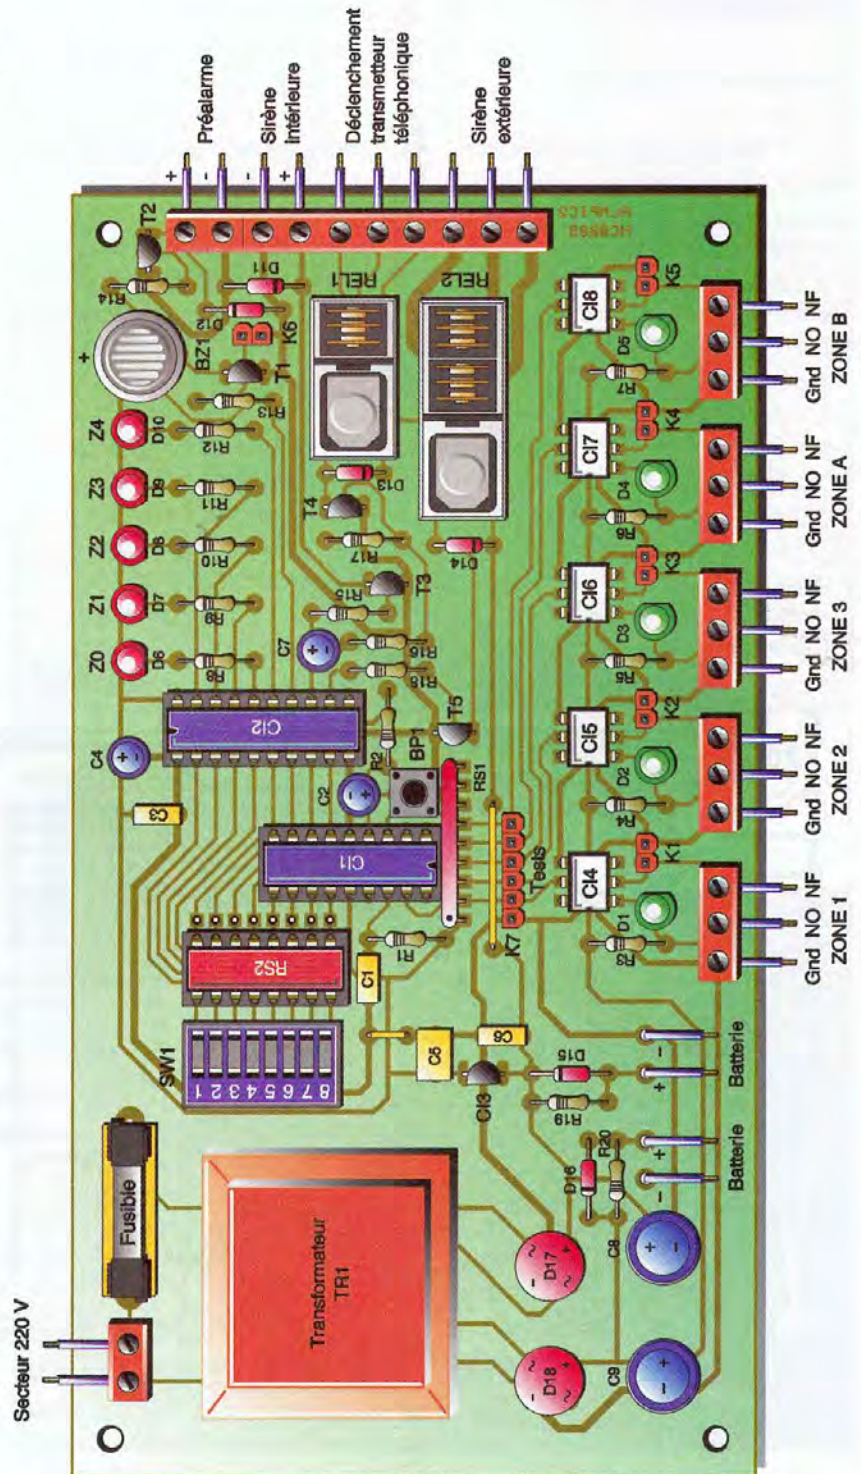 Secteur 220 V
Fusible
Transformateur
TR1
SW1
1 2 3 4 5 6 7 8
RS2
C1
C3
C4
CI2
CI1
C2
R2
BP1
T5
RS1
R1
K7
Tests
C5
C6
CI3
D15
R19
D16
R20
D17
- ~ ~ +
D18
- ~ ~ +
C8
+ -
C9
- +
Batterie
- +
Batterie
+ -
Z0
Z1
Z2
Z3
Z4
D6
D7
D8
D9
D10
R8
R9
R10
R11
R12
R13
BZ1
+
T1
K6
D12
D11
R14
T2
C7
+ -
R15
R16
R18
T3
R17
T4
D13
D14
REL1
REL2
+
-
Préalarme
-
+
Sirène
intérieure
Déclenchement
transmetteur
téléphonique
Sirène
extérieure
CI4
CI5
CI6
CI7
CI8
D1
D2
D3
D4
D5
R3
R4
R5
R6
R7
K1
K2
K3
K4
K5
Gnd NO NF
ZONE 1
Gnd NO NF
ZONE 2
Gnd NO NF
ZONE 3
Gnd NO NF
ZONE A
Gnd NO NF
ZONE B